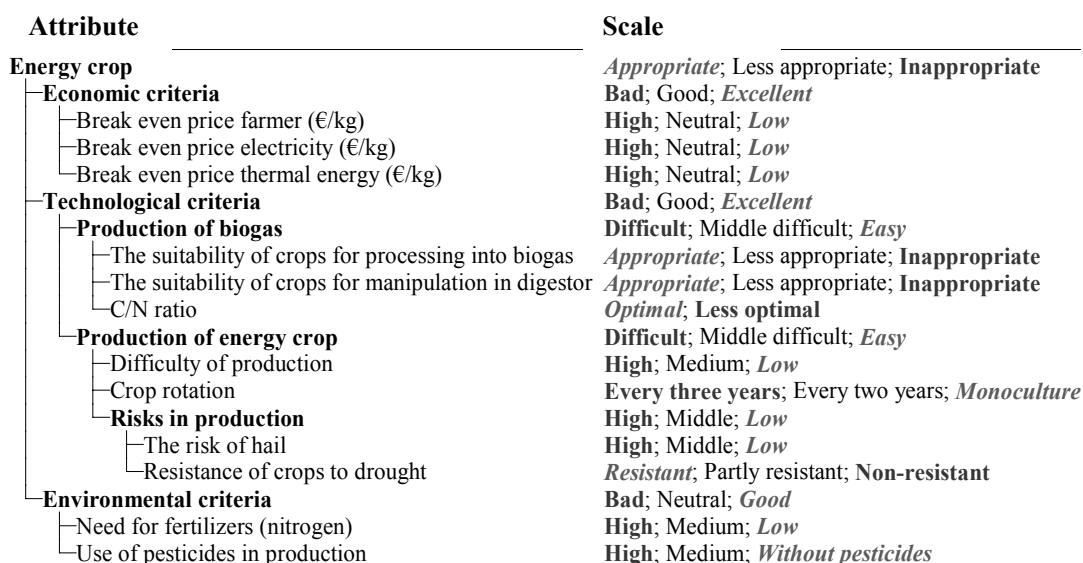 Attribute Scale
Energy crop Appropriate; Less appropriate; Inappropriate
Economic criteria Bad; Good; Excellent
Break even price farmer (€/kg) High; Neutral; Low
Break even price electricity (€/kg) High; Neutral; Low
Break even price thermal energy (€/kg) High; Neutral; Low
Technological criteria Bad; Good; Excellent
Production of biogas Difficult; Middle difficult; Easy
The suitability of crops for processing into biogas Appropriate; Less appropriate; Inappropriate
The suitability of crops for manipulation in digestor Appropriate; Less appropriate; Inappropriate
C/N ratio Optimal; Less optimal
Production of energy crop Difficult; Middle difficult; Easy
Difficulty of production High; Medium; Low
Crop rotation Every three years; Every two years; Monoculture
Risks in production High; Middle; Low
The risk of hail High; Middle; Low
Resistance of crops to drought Resistant; Partly resistant; Non-resistant
Environmental criteria Bad; Neutral; Good
Need for fertilizers (nitrogen) High; Medium; Low
Use of pesticides in production High; Medium; Without pesticides